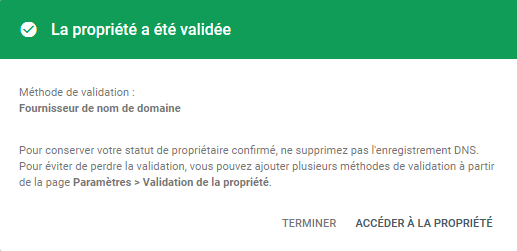 La propriété a été validée
Méthode de validation :
Fournisseur de nom de domaine
Pour conserver votre statut de propriétaire confirmé, ne supprimez pas l'enregistrement DNS.
Pour éviter de perdre la validation, vous pouvez ajouter plusieurs méthodes de validation à partir
de la page Paramètres > Validation de la propriété.
TERMINER ACCÉDER À LA PROPRIÉTÉ